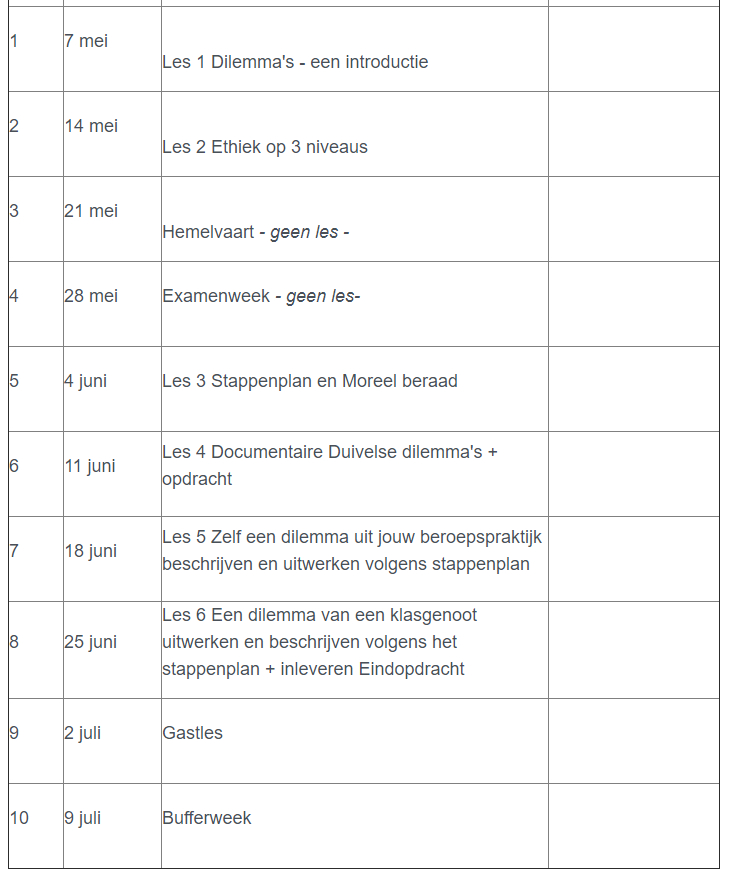 1 7 mei Les 1 Dilemma's - een introductie
2 14 mei Les 2 Ethiek op 3 niveaus
3 21 mei Hemelvaart - geen les -
4 28 mei Examenweek - geen les-
5 4 juni Les 3 Stappenplan en Moreel beraad
6 11 juni Les 4 Documentaire Duivelse dilemma's +
opdracht
7 18 juni Les 5 Zelf een dilemma uit jouw beroepspraktijk
beschrijven en uitwerken volgens stappenplan
8 25 juni Les 6 Een dilemma van een klasgenoot
uitwerken en beschrijven volgens het
stappenplan + inleveren Eindopdracht
9 2 juli Gastles
10 9 juli Bufferweek